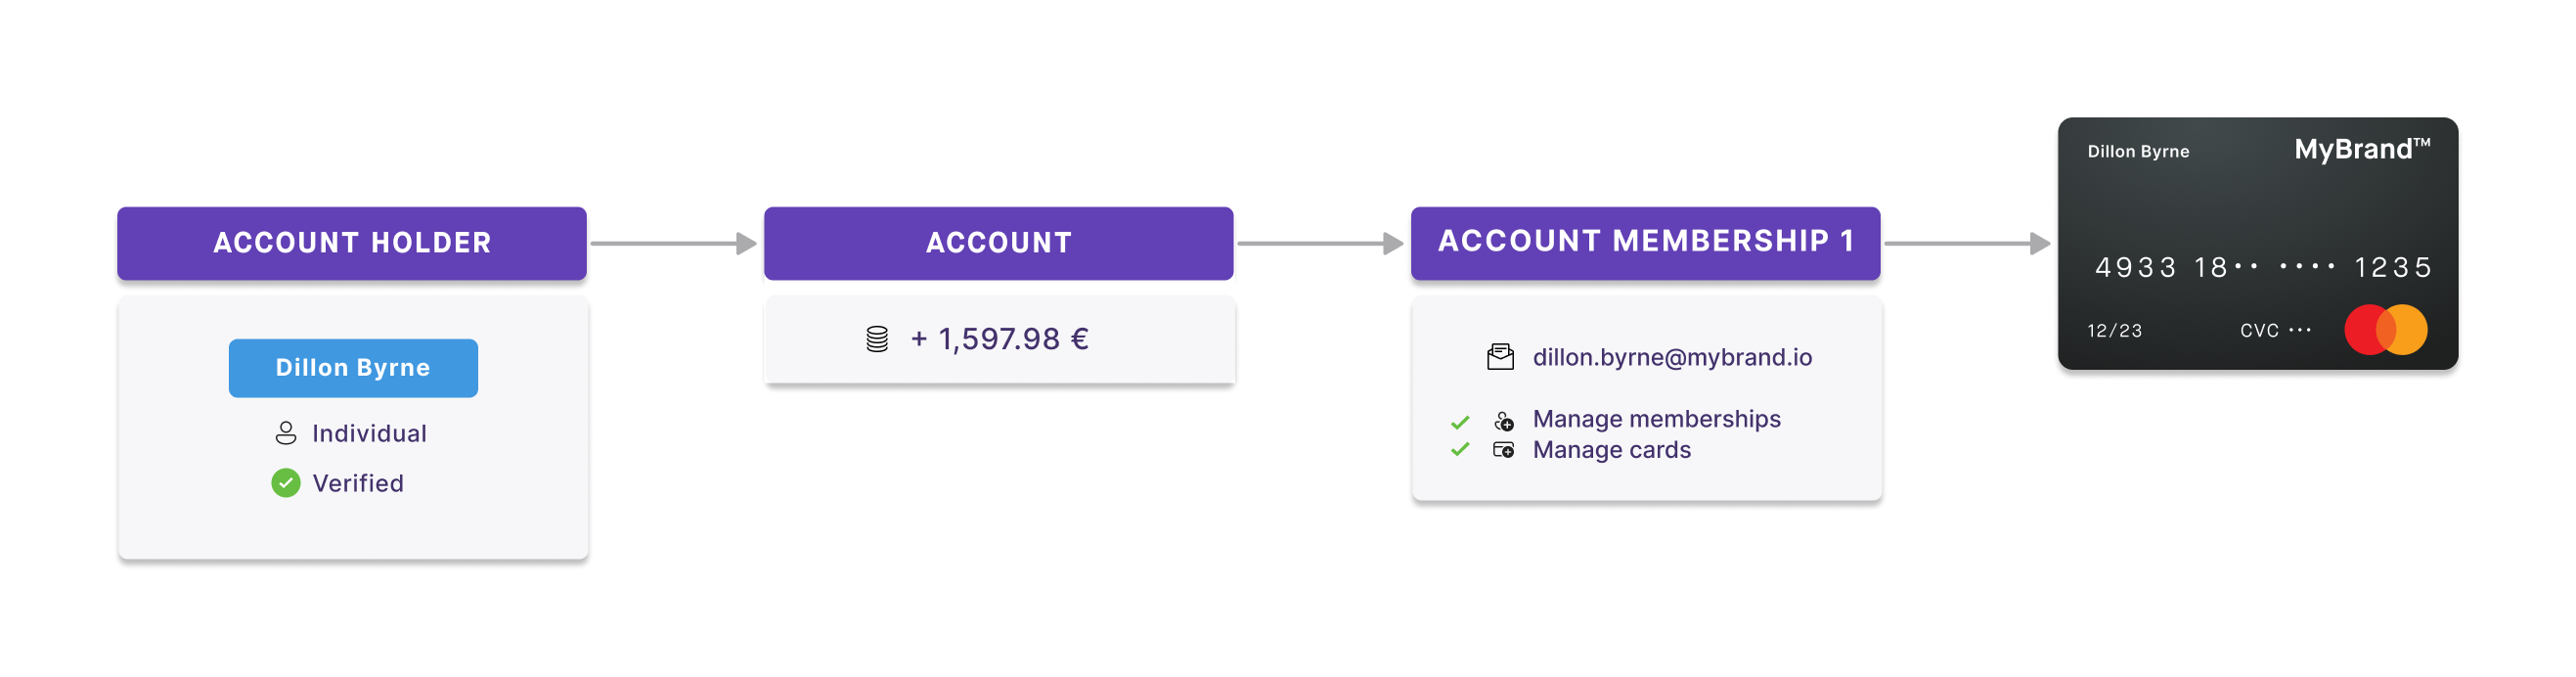 ACCOUNT HOLDER
Dillon Byrne
Individual
Verified
ACCOUNT
+ 1,597.98 €
ACCOUNT MEMBERSHIP 1
dillon.byrne@mybrand.io
Manage memberships
Manage cards
Dillon Byrne
MyBrand™
4933 18•• •••• 1235
12/23
CVC •••